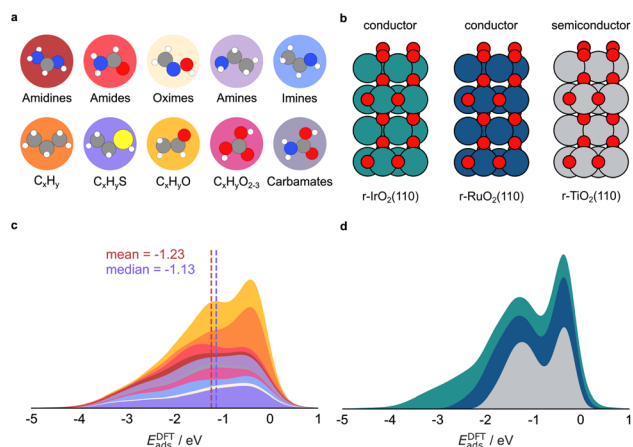 a
Amidines Amides Oximes Amines Imines
CxHy CxHyS CxHyO CxHyO2-3 Carbamates
b
conductor conductor semiconductor
r-IrO2(110) r-RuO2(110) r-TiO2(110)
c
mean = -1.23
median = -1.13
-5 -4 -3 -2 -1 0 1
E^DFT_ads / eV
d
-5 -4 -3 -2 -1 0 1
E^DFT_ads / eV